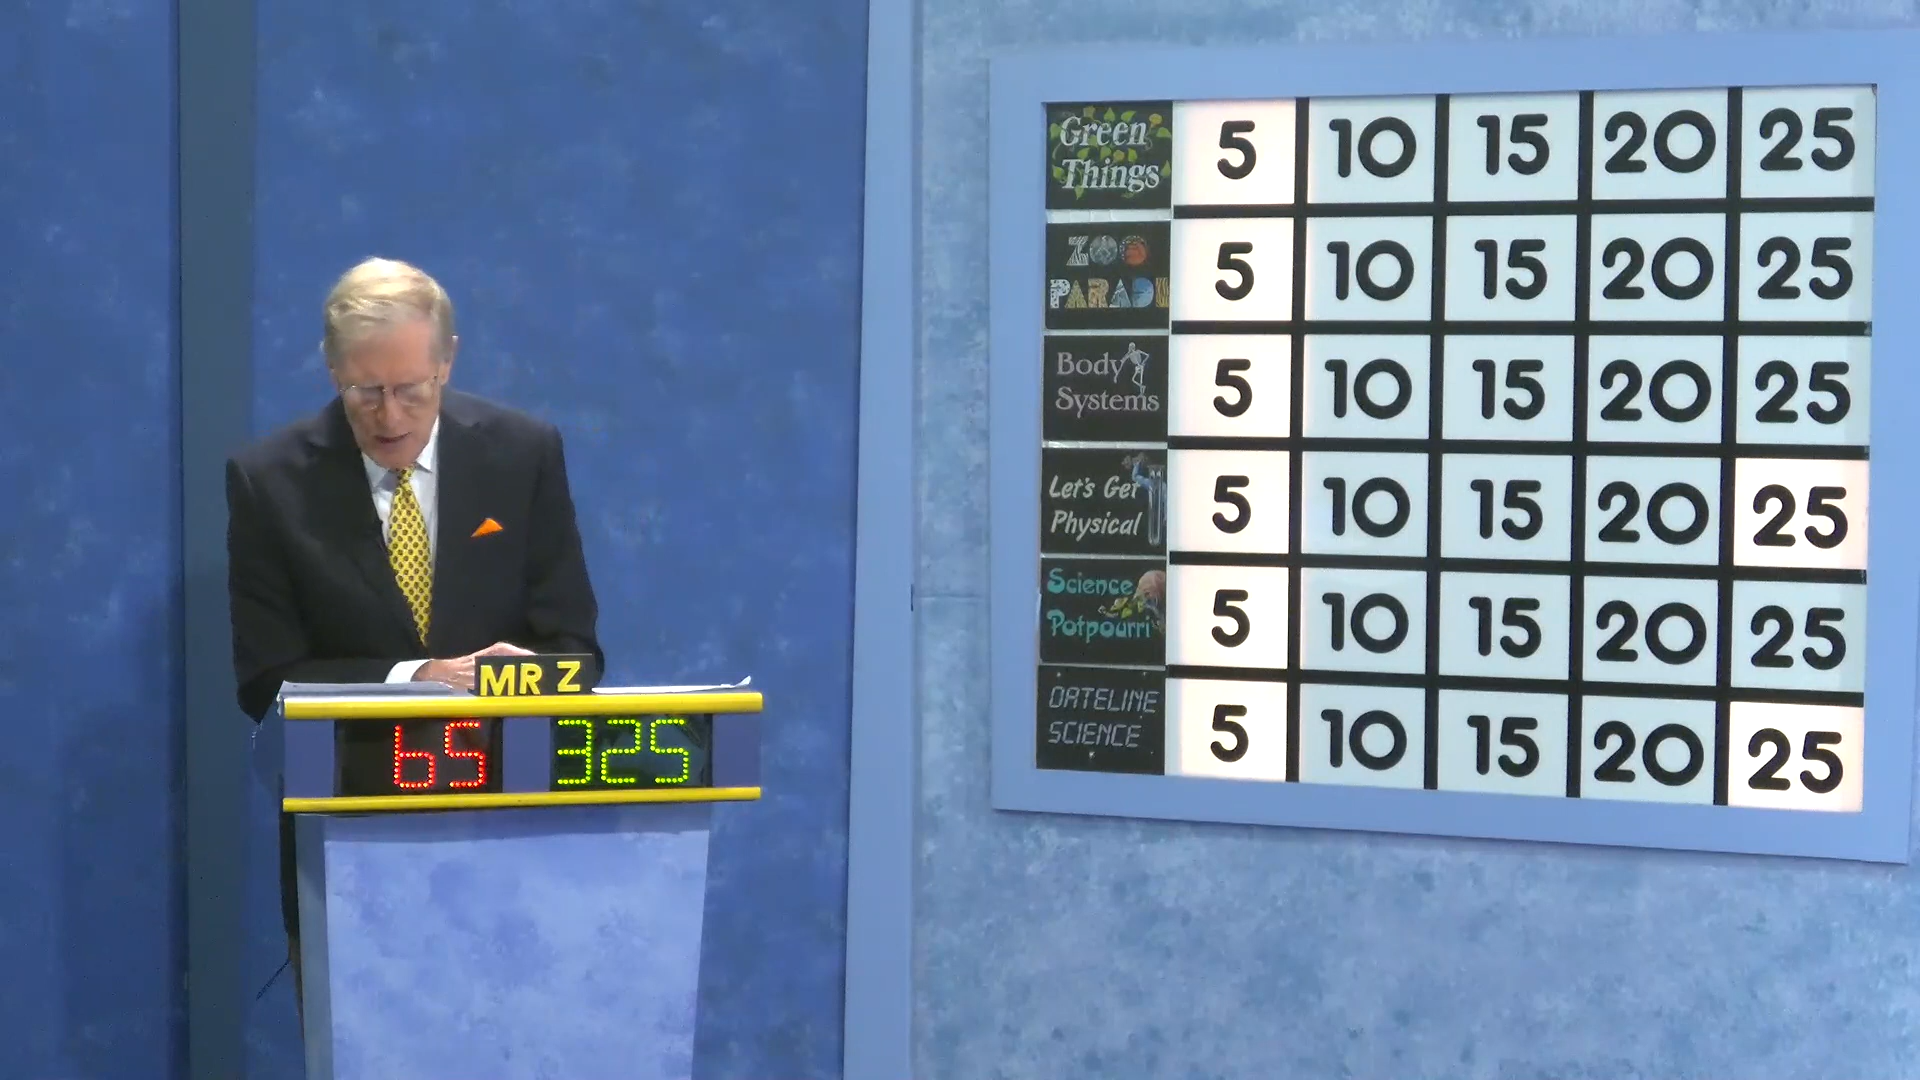 Green Things 5 10 15 20 25
ZOO PARADE 5 10 15 20 25
Body Systems 5 10 15 20 25
Let's Get Physical 5 10 15 20 25
Science Potpourri 5 10 15 20 25
DATELINE SCIENCE 5 10 15 20 25
MR Z
65 325